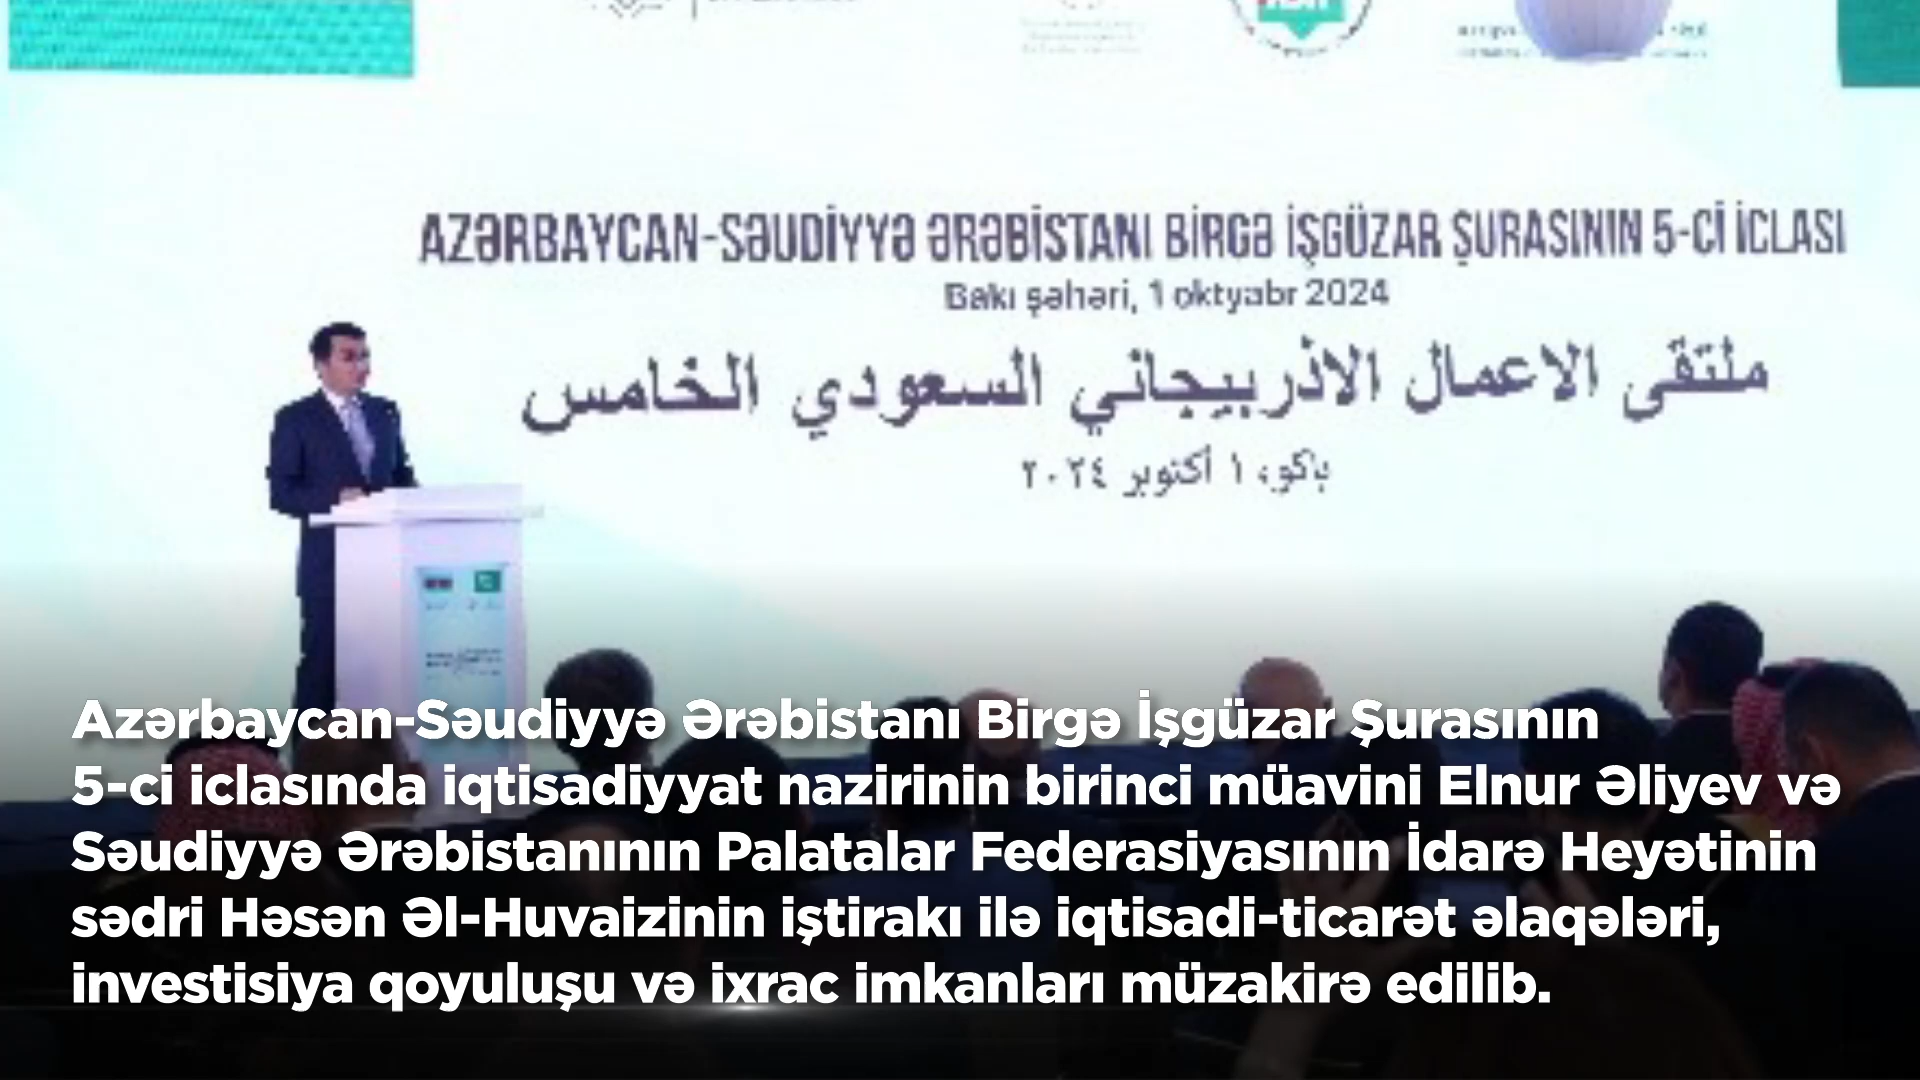 AZƏRBAYCAN-SƏUDİYYƏ ƏRƏBİSTANI BİRGƏ İŞGÜZAR ŞURASININ 5-Cİ İCLASI
Bakı şəhəri, 1 oktyabr 2024
ملتقى الاعمال الاذربيجاني السعودي الخامس
باكو، ١ أكتوبر ٢٠٢٤
Azərbaycan-Səudiyyə Ərəbistanı Birgə İşgüzar Şurasının
5-ci iclasında iqtisadiyyat nazirinin birinci müavini Elnur Əliyev və
Səudiyyə Ərəbistanının Palatalar Federasiyasının İdarə Heyətinin
sədri Həsən Əl-Huvaizinin iştirakı ilə iqtisadi-ticarət əlaqələri,
investisiya qoyuluşu və ixrac imkanları müzakirə edilib.